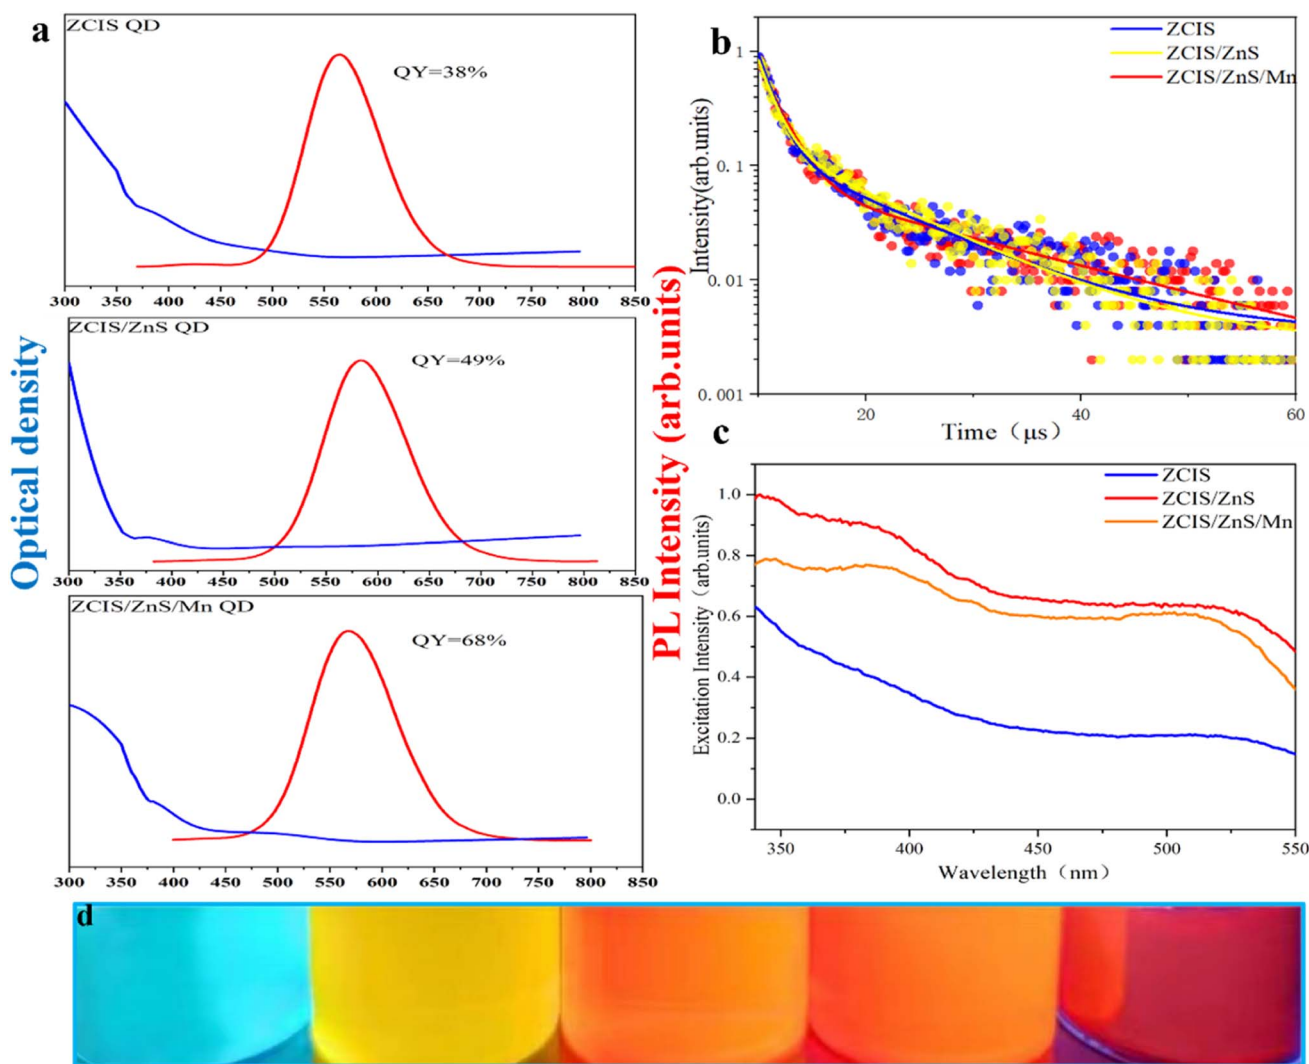 a
ZCIS QD
QY=38%
300 350 400 450 500 550 600 650 700 750 800 850
ZCIS/ZnS QD
QY=49%
300 350 400 450 500 550 600 650 700 750 800 850
ZCIS/ZnS/Mn QD
QY=68%
300 350 400 450 500 550 600 650 700 750 800 850
Optical density
PL Intensity (arb.units)
b
ZCIS
ZCIS/ZnS
ZCIS/ZnS/Mn
Intensity(arb.units)
1
0.1
0.01
0.001
20 40 60
Time（μs）
c
ZCIS
ZCIS/ZnS
ZCIS/ZnS/Mn
Excitation Intensity（arb.units）
1.0
0.8
0.6
0.4
0.2
0.0
350 400 450 500 550
Wavelength（nm）
d